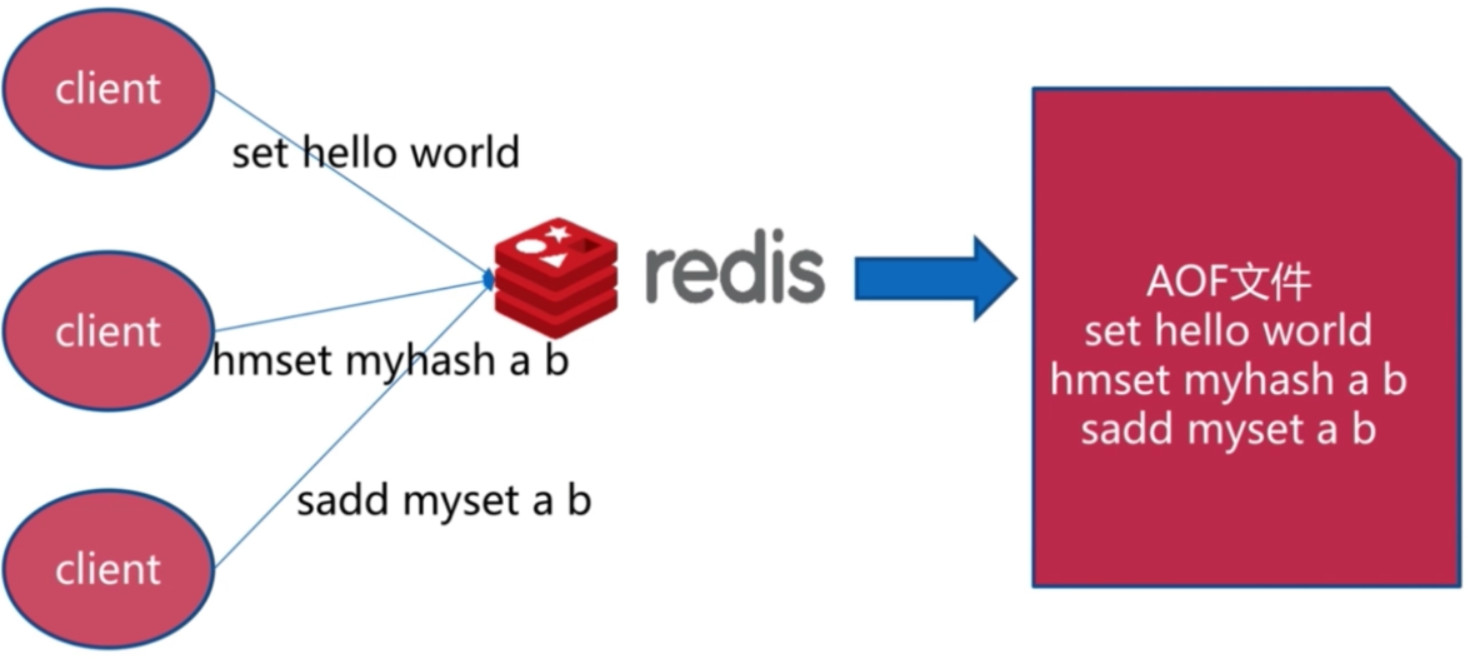 client
set hello world
client
hmset myhash a b
client
sadd myset a b
redis
AOF文件
set hello world
hmset myhash a b
sadd myset a b